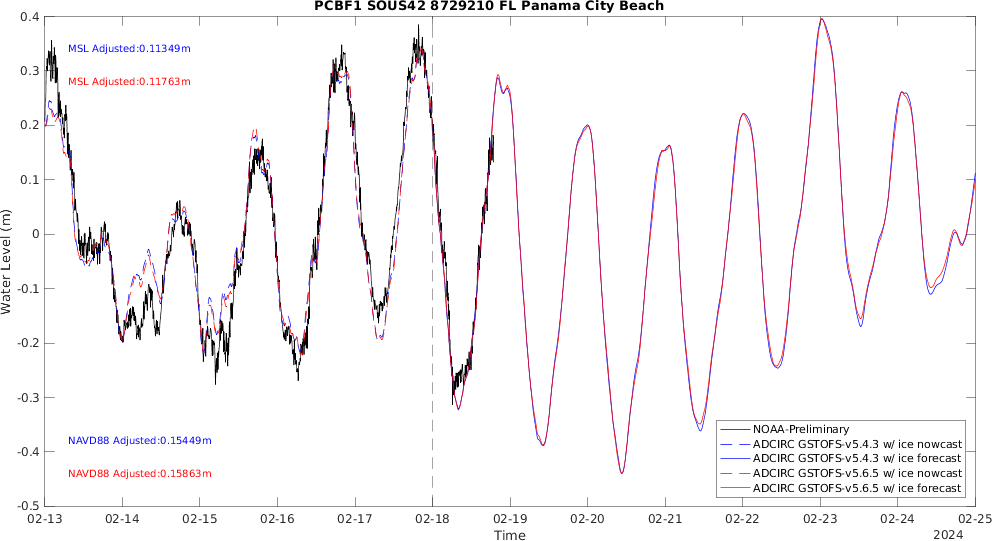 PCBF1 SOUS42 8729210 FL Panama City Beach
Water Level (m)
0.4
0.3
0.2
0.1
0
-0.1
-0.2
-0.3
-0.4
-0.5
MSL Adjusted:0.11349m
MSL Adjusted:0.11763m
NAVD88 Adjusted:0.15449m
NAVD88 Adjusted:0.15863m
NOAA-Preliminary
ADCIRC GSTOFS-v5.4.3 w/ ice nowcast
ADCIRC GSTOFS-v5.4.3 w/ ice forecast
ADCIRC GSTOFS-v5.6.5 w/ ice nowcast
ADCIRC GSTOFS-v5.6.5 w/ ice forecast
02-13 02-14 02-15 02-16 02-17 02-18 02-19 02-20 02-21 02-22 02-23 02-24 02-25
Time
2024